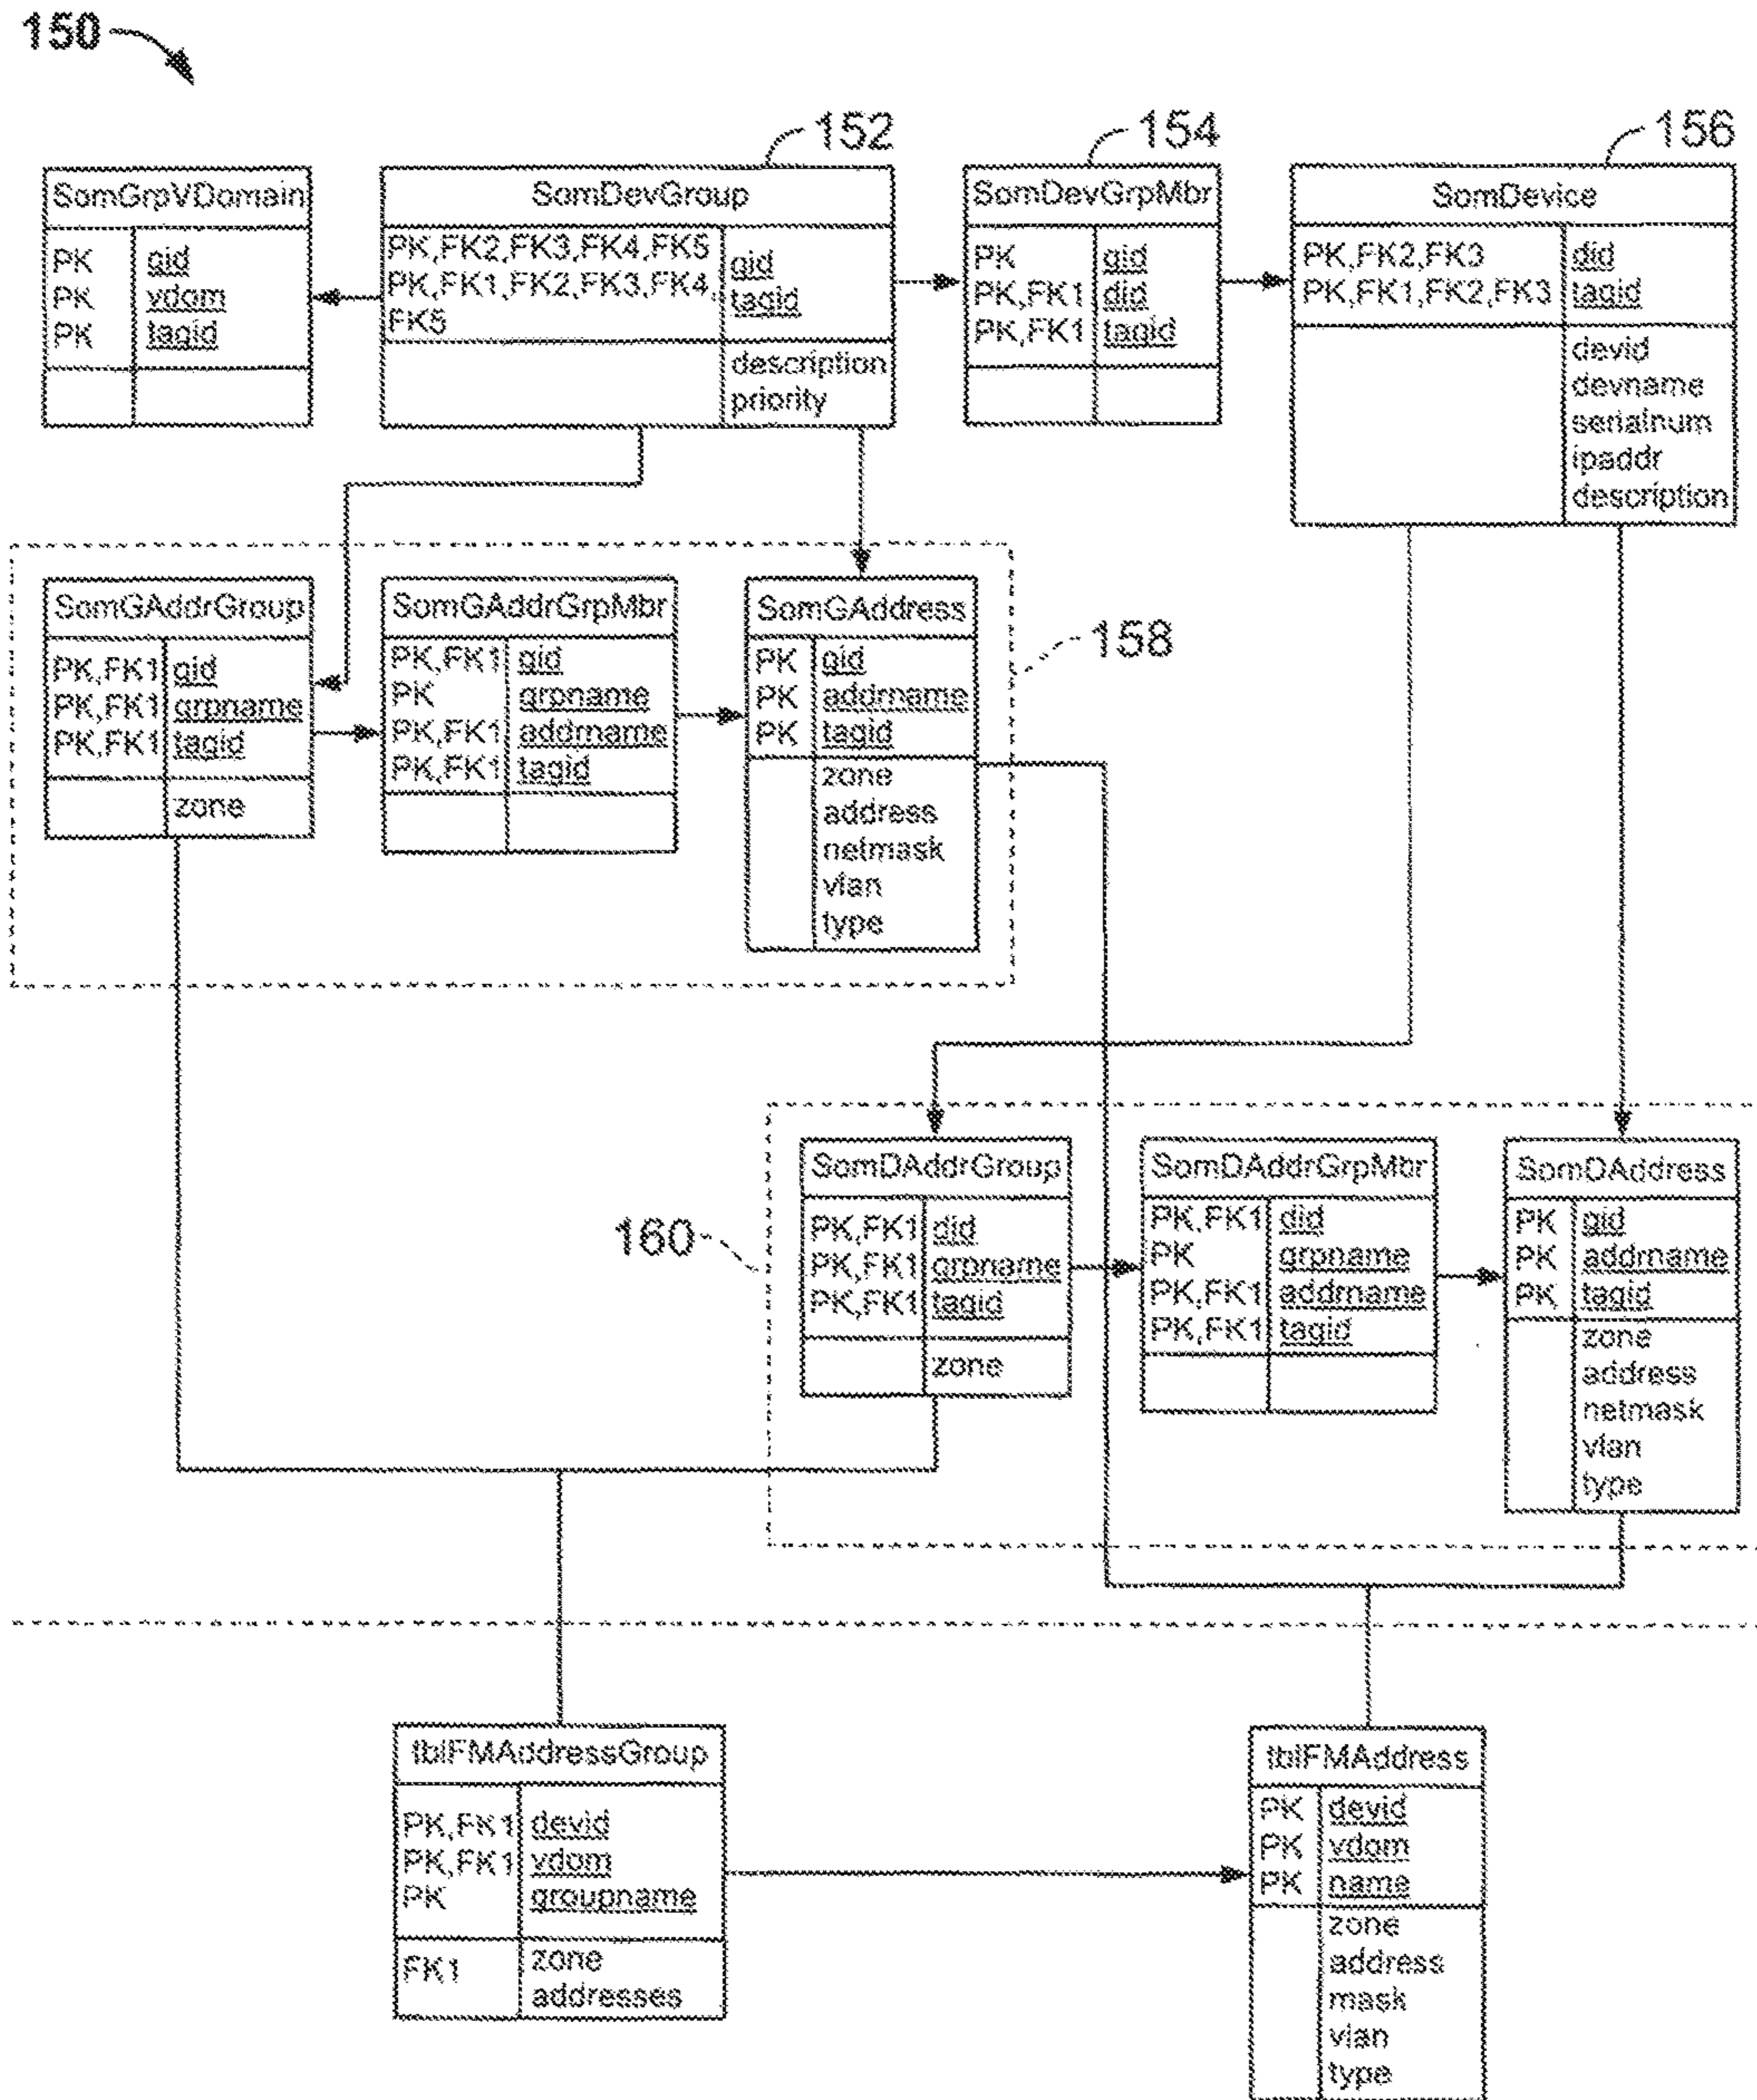 150
152
154
156
SomGrpVDomain
PK gid
PK vdom
PK tagid
SomDevGroup
PK,FK2,FK3,FK4,FK5 gid
PK,FK1,FK2,FK3,FK4, tagid
FK5
description
priority
SomDevGrpMbr
PK gid
PK,FK1 did
PK,FK1 tagid
SomDevice
PK,FK2,FK3 did
PK,FK1,FK2,FK3 tagid
devid
devname
serialnum
ipaddr
description
SomGAddrGroup
PK,FK1 gid
PK,FK1 grpname
PK,FK1 tagid
zone
SomGAddrGrpMbr
PK,FK1 gid
PK grpname
PK,FK1 addrname
PK,FK1 tagid
SomGAddress
PK gid
PK addrname
PK tagid
zone
address
netmask
vlan
type
158
160
SomDAddrGroup
PK,FK1 did
PK,FK1 grpname
PK,FK1 tagid
zone
SomDAddrGrpMbr
PK,FK1 did
PK grpname
PK,FK1 addrname
PK,FK1 tagid
SomDAddress
PK gid
PK addrname
PK tagid
zone
address
netmask
vlan
type
tblFMAddressGroup
PK,FK1 devid
PK,FK1 vdom
PK groupname
FK1 zone
addresses
tblFMAddress
PK devid
PK vdom
PK name
zone
address
mask
vlan
type